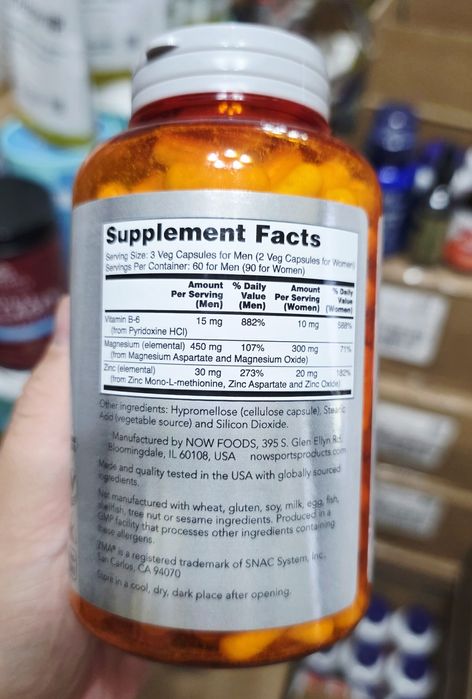 Supplement Facts
Serving Size: 3 Veg Capsules for Men (2 Veg Capsules for Women)
Servings Per Container: 60 for Men (90 for Women)
Amount Per Serving (Men) % Daily Value (Men) Amount Per Serving (Women) % Daily Value (Women)
Vitamin B-6 15 mg 882% 10 mg 588%
(from Pyridoxine HCl)
Magnesium (elemental) 450 mg 107% 300 mg 71%
(from Magnesium Aspartate and Magnesium Oxide)
Zinc (elemental) 30 mg 273% 20 mg 182%
(from Zinc Mono-L-methionine, Zinc Aspartate and Zinc Oxide)
Other ingredients: Hypromellose (cellulose capsule), Stearic
Acid (vegetable source) and Silicon Dioxide.
Manufactured by NOW FOODS, 395 S. Glen Ellyn Rd.
Bloomingdale, IL 60108, USA nowsportsproducts.com
Made and quality tested in the USA with globally sourced
ingredients.
Not manufactured with wheat, gluten, soy, milk, egg, fish,
shellfish, tree nut or sesame ingredients. Produced in a
GMP facility that processes other ingredients containing
these allergens.
ZMA® is a registered trademark of SNAC System, Inc.
San Carlos, CA 94070
Store in a cool, dry, dark place after opening.